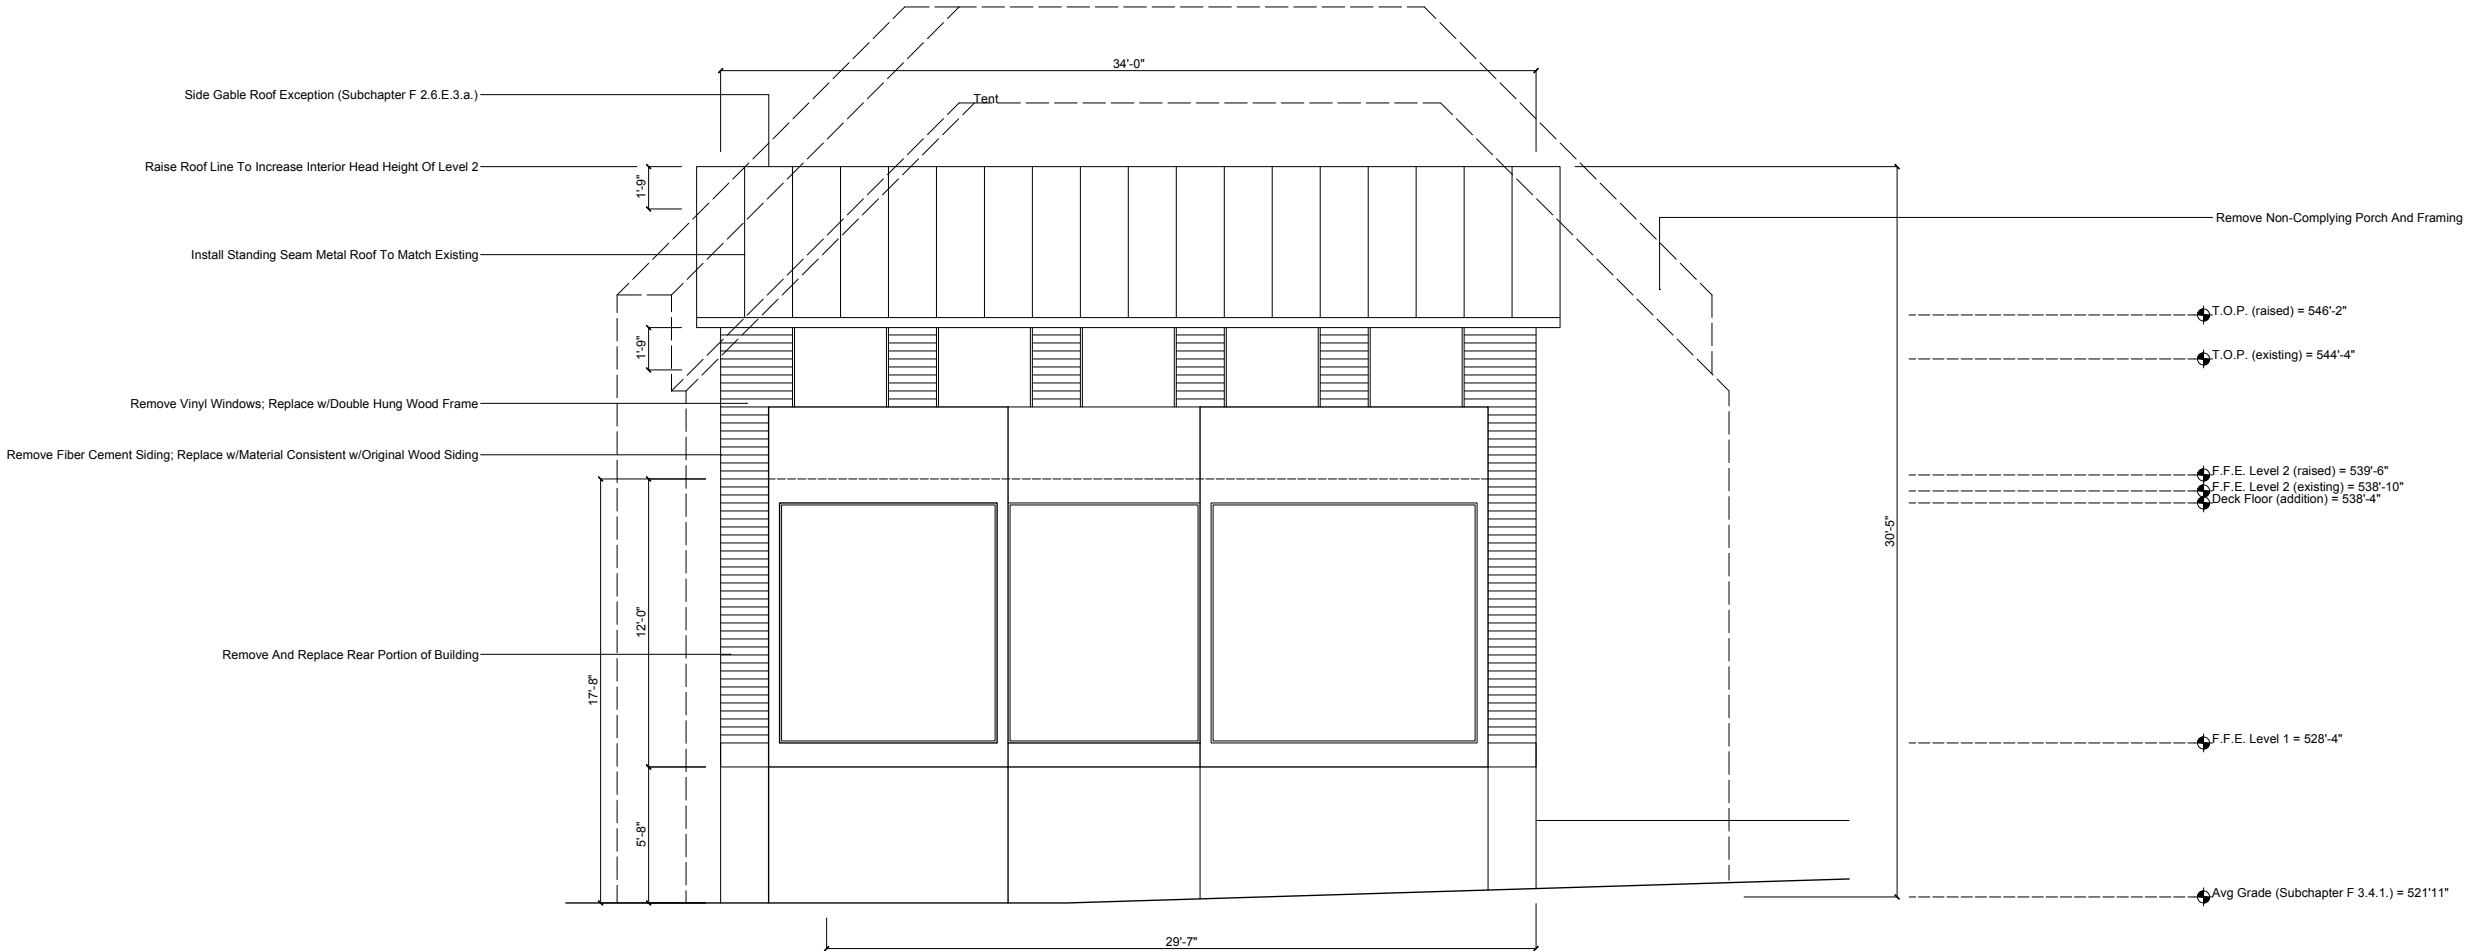 34'-0"
Side Gable Roof Exception (Subchapter F 2.6.E.3.a.)
Tent
Raise Roof Line To Increase Interior Head Height Of Level 2
1'-9"
Remove Non-Complying Porch And Framing
Install Standing Seam Metal Roof To Match Existing
T.O.P. (raised) = 546'-2"
1'-9"
T.O.P. (existing) = 544'-4"
Remove Vinyl Windows; Replace w/Double Hung Wood Frame
Remove Fiber Cement Siding; Replace w/Material Consistent w/Original Wood Siding
F.F.E. Level 2 (raised) = 539'-6"
F.F.E. Level 2 (existing) = 538'-10"
Deck Floor (addition) = 538'-4"
30'-5"
12'-0"
Remove And Replace Rear Portion of Building
17'-8"
F.F.E. Level 1 = 528'-4"
5'-8"
Avg Grade (Subchapter F 3.4.1.) = 521'11"
29'-7"